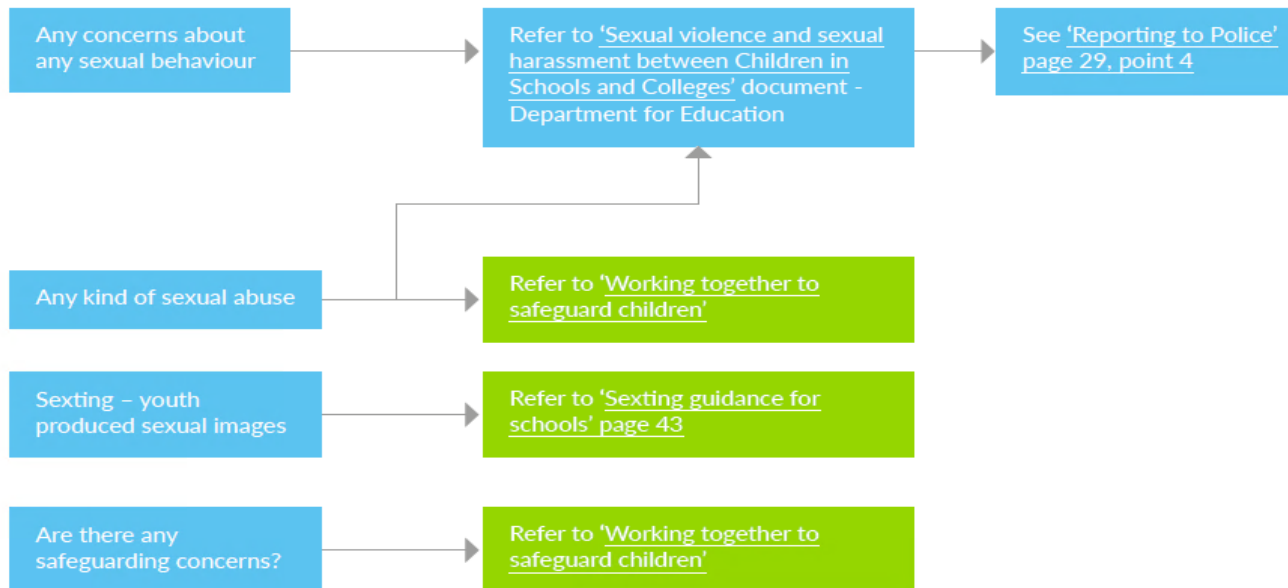 Any concerns about
any sexual behaviour
Refer to ‘Sexual violence and sexual
harassment between Children in
Schools and Colleges’ document -
Department for Education
See ‘Reporting to Police’
page 29, point 4
Any kind of sexual abuse
Refer to ‘Working together to
safeguard children’
Sexting – youth
produced sexual images
Refer to ‘Sexting guidance for
schools’ page 43
Are there any
safeguarding concerns?
Refer to ‘Working together to
safeguard children’